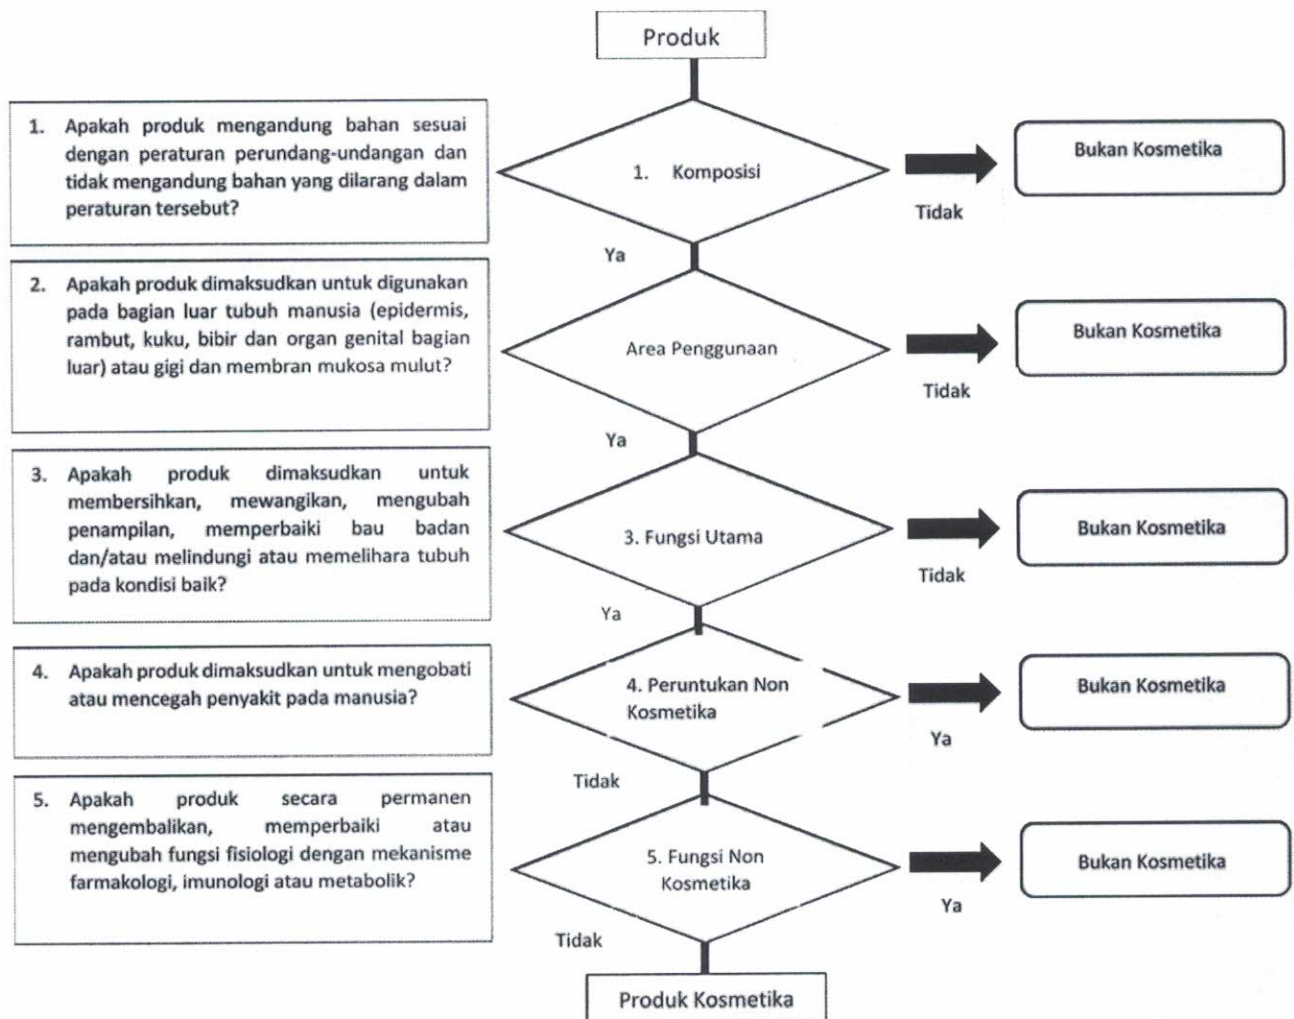 Produk
1. Apakah produk mengandung bahan sesuai
dengan peraturan perundang-undangan dan
tidak mengandung bahan yang dilarang dalam
peraturan tersebut?
1. Komposisi
Bukan Kosmetika
Tidak
Ya
2. Apakah produk dimaksudkan untuk digunakan
pada bagian luar tubuh manusia (epidermis,
rambut, kuku, bibir dan organ genital bagian
luar) atau gigi dan membran mukosa mulut?
Area Penggunaan
Bukan Kosmetika
Tidak
Ya
3. Apakah produk dimaksudkan untuk
membersihkan, mewangikan, mengubah
penampilan, memperbaiki bau badan
dan/atau melindungi atau memelihara tubuh
pada kondisi baik?
3. Fungsi Utama
Bukan Kosmetika
Tidak
Ya
4. Apakah produk dimaksudkan untuk mengobati
atau mencegah penyakit pada manusia?
4. Peruntukan Non
Kosmetika
Bukan Kosmetika
Ya
Tidak
5. Apakah produk secara permanen
mengembalikan, memperbaiki atau
mengubah fungsi fisiologi dengan mekanisme
farmakologi, imunologi atau metabolik?
5. Fungsi Non
Kosmetika
Bukan Kosmetika
Ya
Tidak
Produk Kosmetika